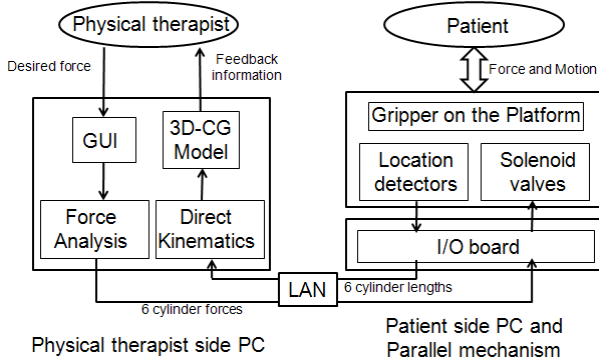 Physical therapist
Patient
Desired force
Feedback
information
Force and Motion
GUI
3D-CG
Model
Gripper on the Platform
Location
detectors
Solenoid
valves
Force
Analysis
Direct
Kinematics
I/O board
LAN
6 cylinder forces
6 cylinder lengths
Physical therapist side PC
Patient side PC and
Parallel mechanism